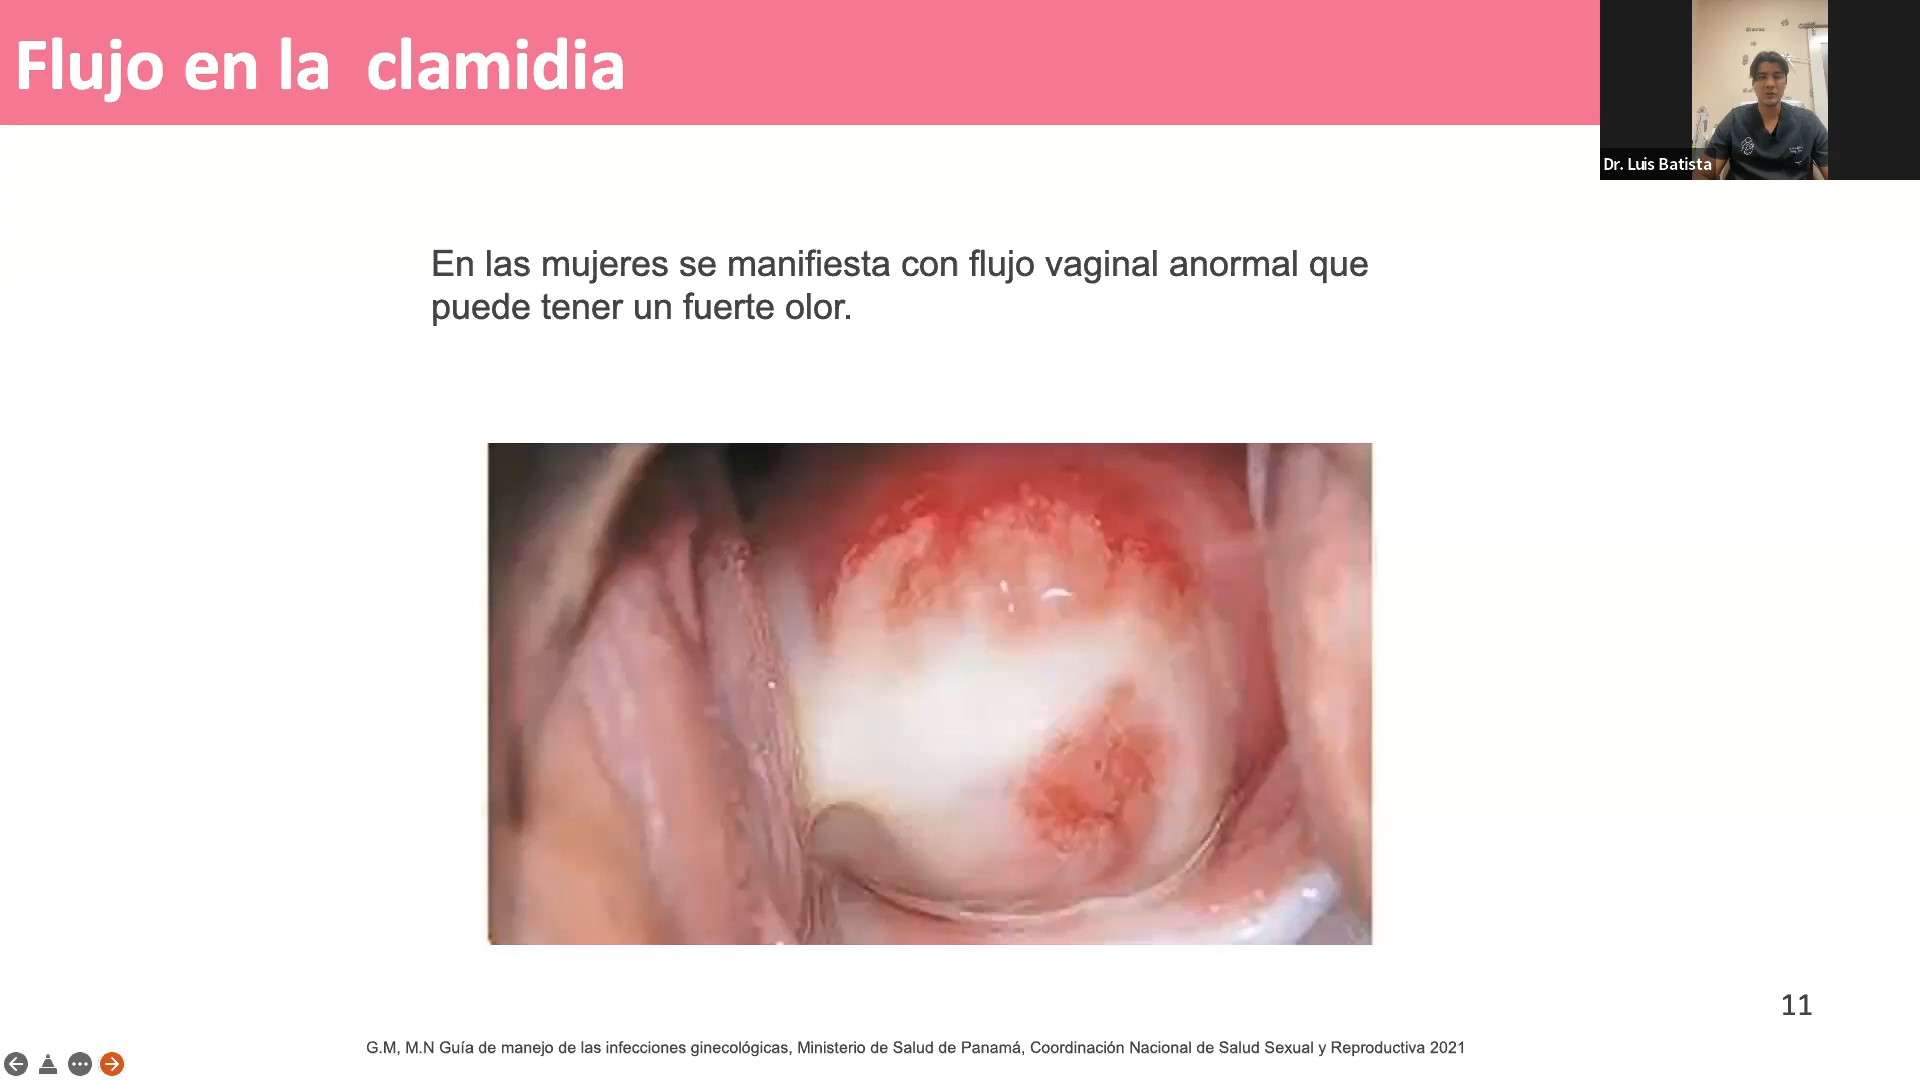 Flujo en la clamidia
Dr. Luis Batista
En las mujeres se manifiesta con flujo vaginal anormal que
puede tener un fuerte olor.
11
G.M, M.N Guía de manejo de las infecciones ginecológicas, Ministerio de Salud de Panamá, Coordinación Nacional de Salud Sexual y Reproductiva 2021